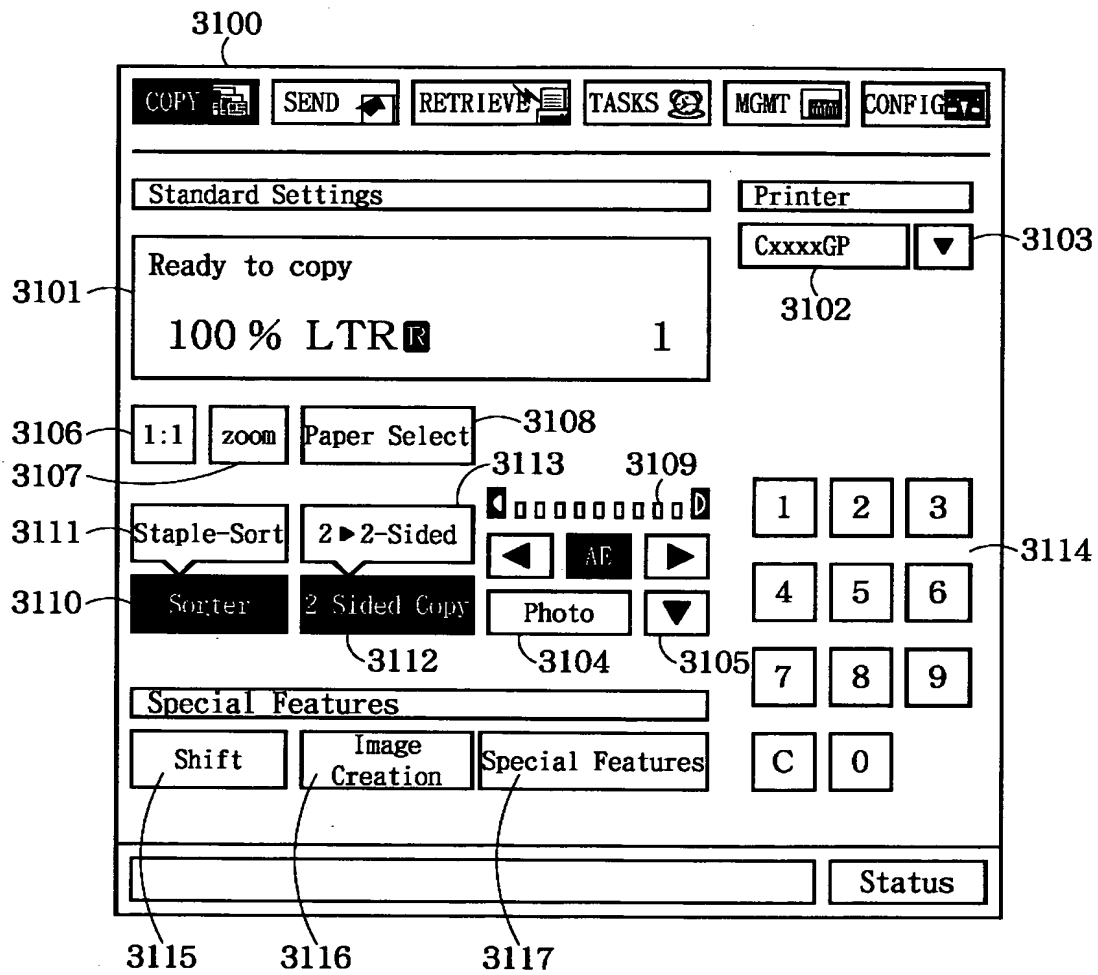 3100
COPY SEND RETRIEVE TASKS MGMT CONFIG
Standard Settings Printer
CxxxxGP 3103
Ready to copy
3101 3102
100 % LTR R 1
3106 1:1 zoom Paper Select 3108
3107 3113 3109
3111 Staple-Sort 2 ▶ 2-Sided 1 2 3
AE 3114
3110 Sorter 2 Sided Copy Photo 4 5 6
3112 3104 3105
7 8 9
Special Features
Shift Image Creation Special Features C 0
Status
3115 3116 3117